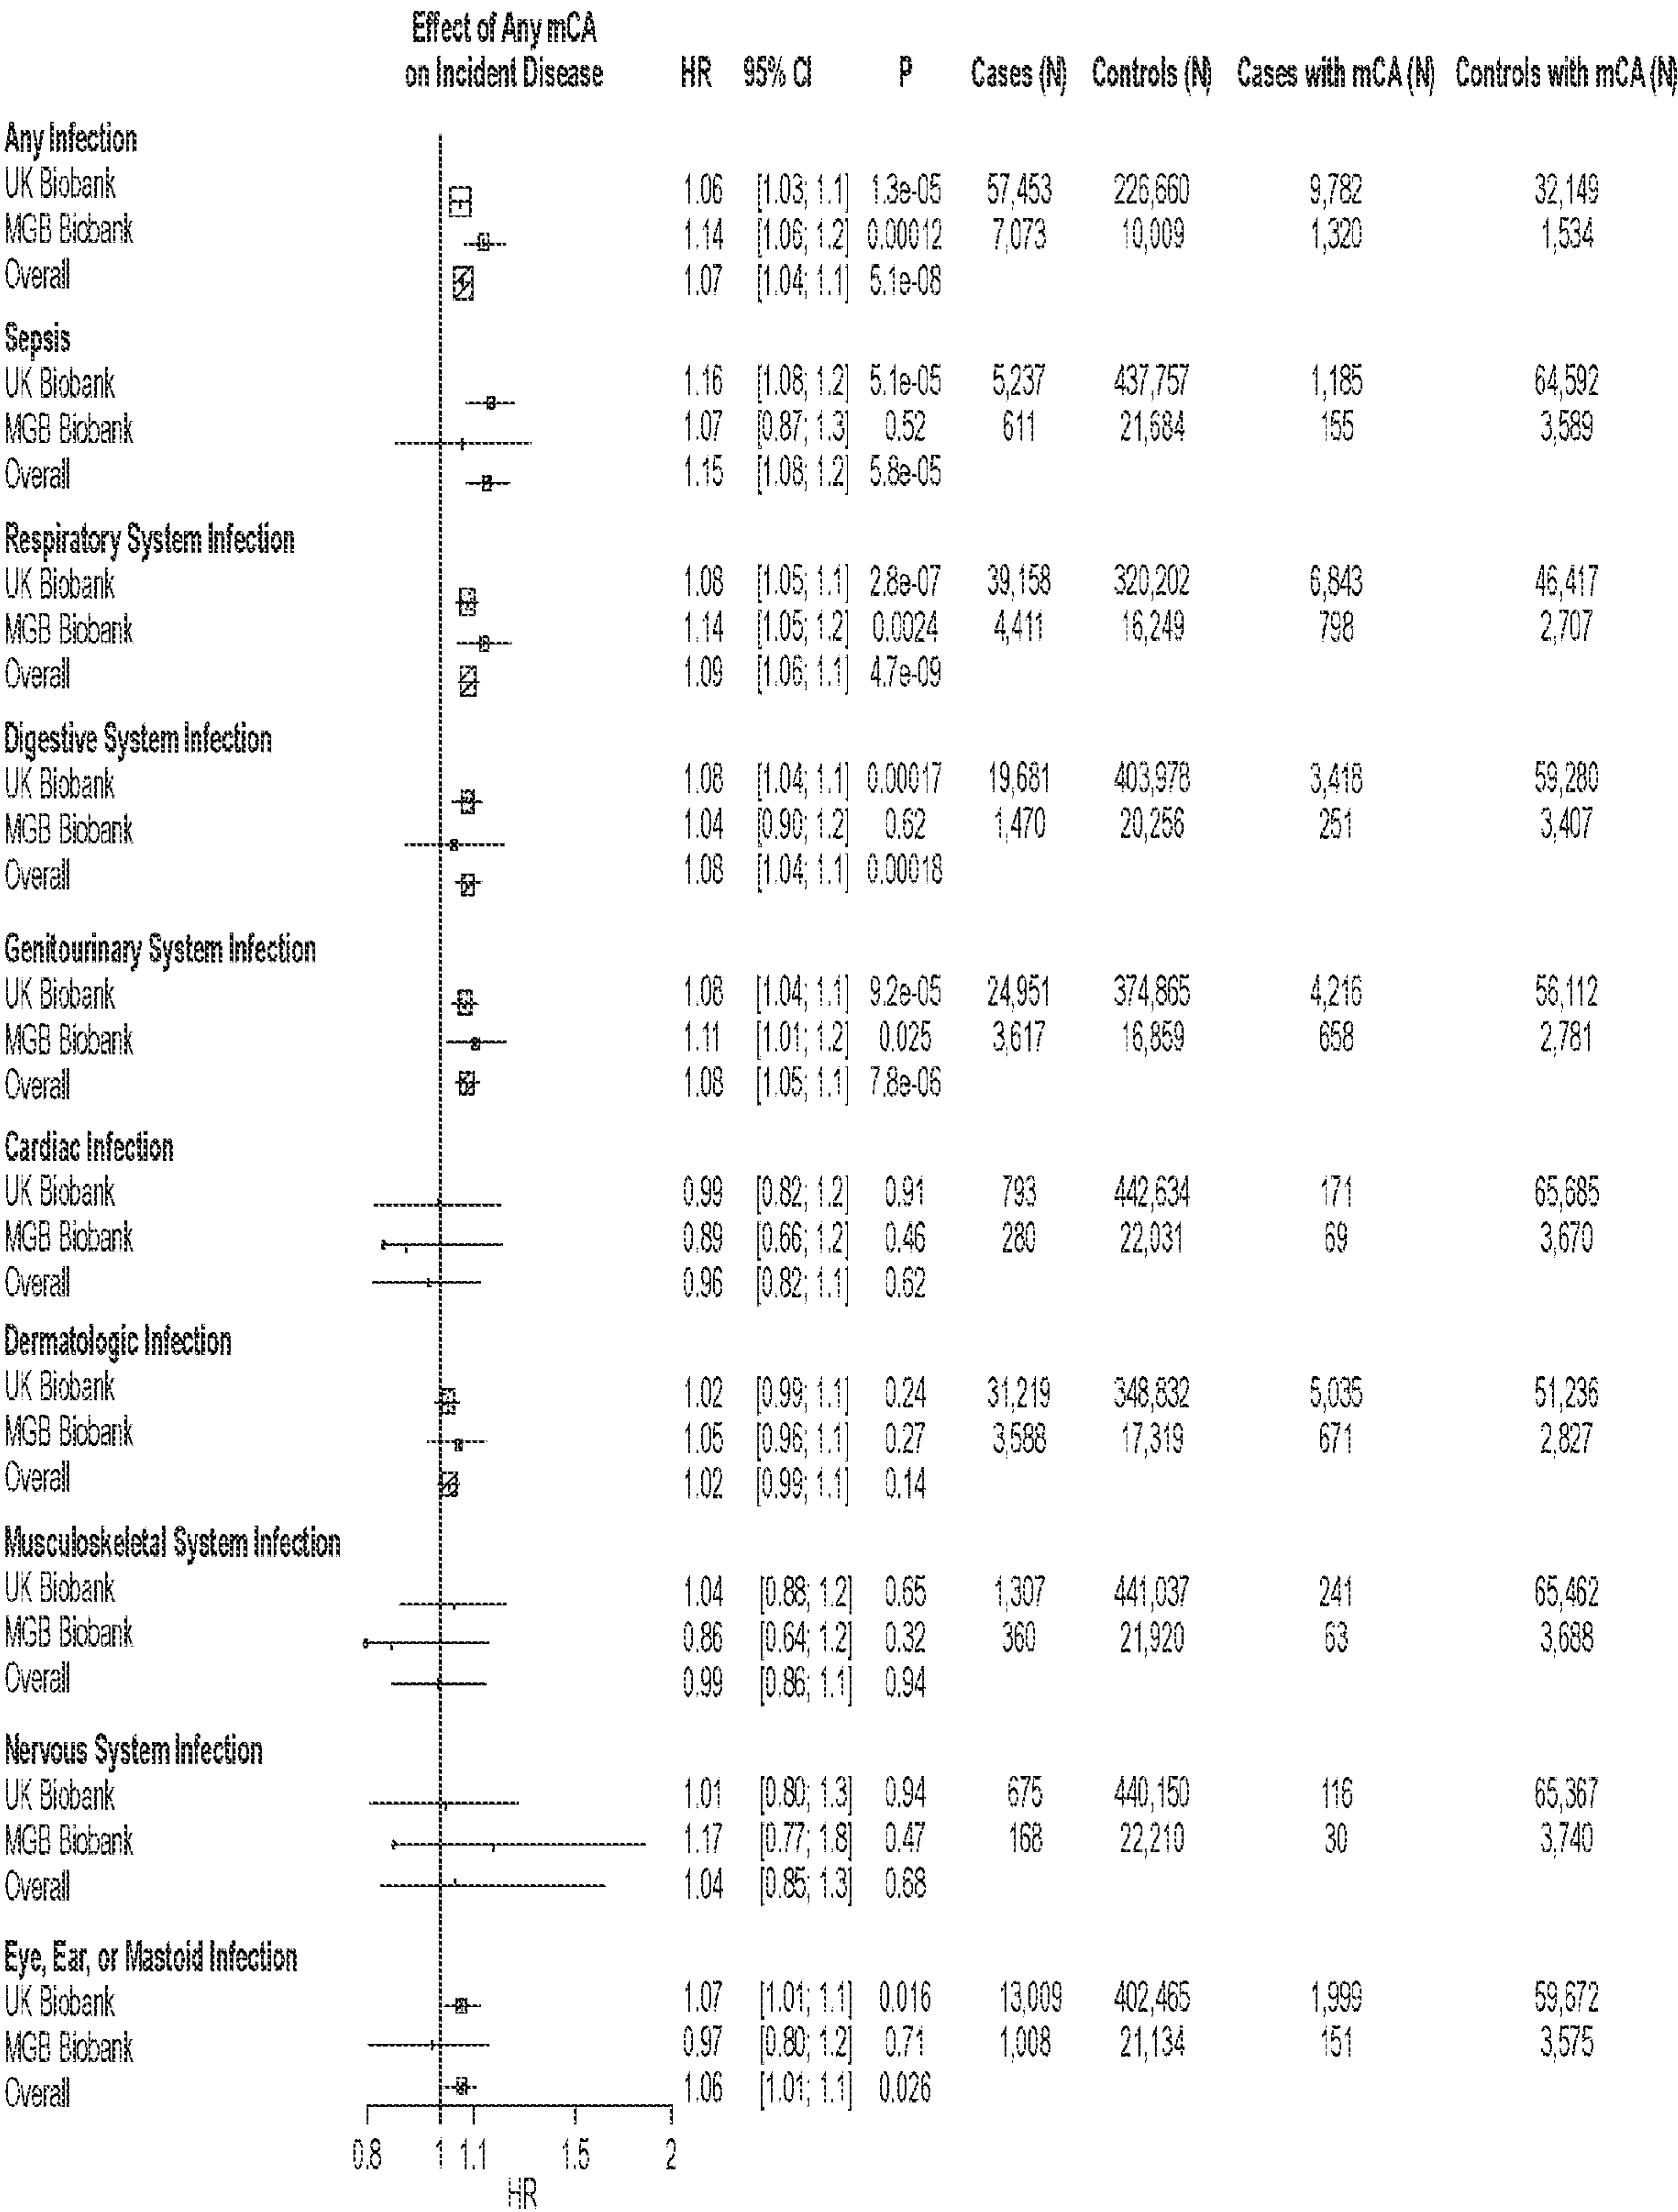 Effect of Any mCA
on Incident Disease HR 95% CI P Cases (N) Controls (N) Cases with mCA (N) Controls with mCA (N)
Any Infection
UK Biobank 1.06 [1.03; 1.1] 1.3e-05 57,453 226,660 9,782 32,149
MGB Biobank 1.14 [1.06; 1.2] 0.00012 7,073 10,009 1,320 1,534
Overall 1.07 [1.04; 1.1] 5.1e-08
Sepsis
UK Biobank 1.16 [1.08; 1.2] 5.1e-05 5,237 437,757 1,185 64,592
MGB Biobank 1.07 [0.87; 1.3] 0.52 611 21,684 155 3,589
Overall 1.15 [1.08; 1.2] 5.8e-05
Respiratory System Infection
UK Biobank 1.08 [1.05; 1.1] 2.8e-07 39,158 320,202 6,843 46,417
MGB Biobank 1.14 [1.05; 1.2] 0.0024 4,411 16,249 798 2,707
Overall 1.09 [1.06; 1.1] 4.7e-09
Digestive System Infection
UK Biobank 1.08 [1.04; 1.1] 0.00017 19,681 403,978 3,418 59,280
MGB Biobank 1.04 [0.90; 1.2] 0.62 1,470 20,256 251 3,407
Overall 1.08 [1.04; 1.1] 0.00018
Genitourinary System Infection
UK Biobank 1.08 [1.04; 1.1] 9.2e-05 24,951 374,865 4,216 56,112
MGB Biobank 1.11 [1.01; 1.2] 0.025 3,617 16,859 658 2,781
Overall 1.08 [1.05; 1.1] 7.8e-06
Cardiac Infection
UK Biobank 0.99 [0.82; 1.2] 0.91 793 442,634 171 65,685
MGB Biobank 0.89 [0.66; 1.2] 0.46 280 22,031 69 3,670
Overall 0.96 [0.82; 1.1] 0.62
Dermatologic Infection
UK Biobank 1.02 [0.99; 1.1] 0.24 31,219 348,832 5,035 51,236
MGB Biobank 1.05 [0.96; 1.1] 0.27 3,588 17,319 671 2,827
Overall 1.02 [0.99; 1.1] 0.14
Musculoskeletal System Infection
UK Biobank 1.04 [0.88; 1.2] 0.65 1,307 441,037 241 65,462
MGB Biobank 0.86 [0.64; 1.2] 0.32 360 21,920 63 3,688
Overall 0.99 [0.86; 1.1] 0.94
Nervous System Infection
UK Biobank 1.01 [0.80; 1.3] 0.94 675 440,150 116 65,367
MGB Biobank 1.17 [0.77; 1.8] 0.47 168 22,210 30 3,740
Overall 1.04 [0.85; 1.3] 0.68
Eye, Ear, or Mastoid Infection
UK Biobank 1.07 [1.01; 1.1] 0.016 13,009 402,465 1,999 59,672
MGB Biobank 0.97 [0.80; 1.2] 0.71 1,008 21,134 151 3,575
Overall 1.06 [1.01; 1.1] 0.026
0.8 1 1.1 1.5 2
HR